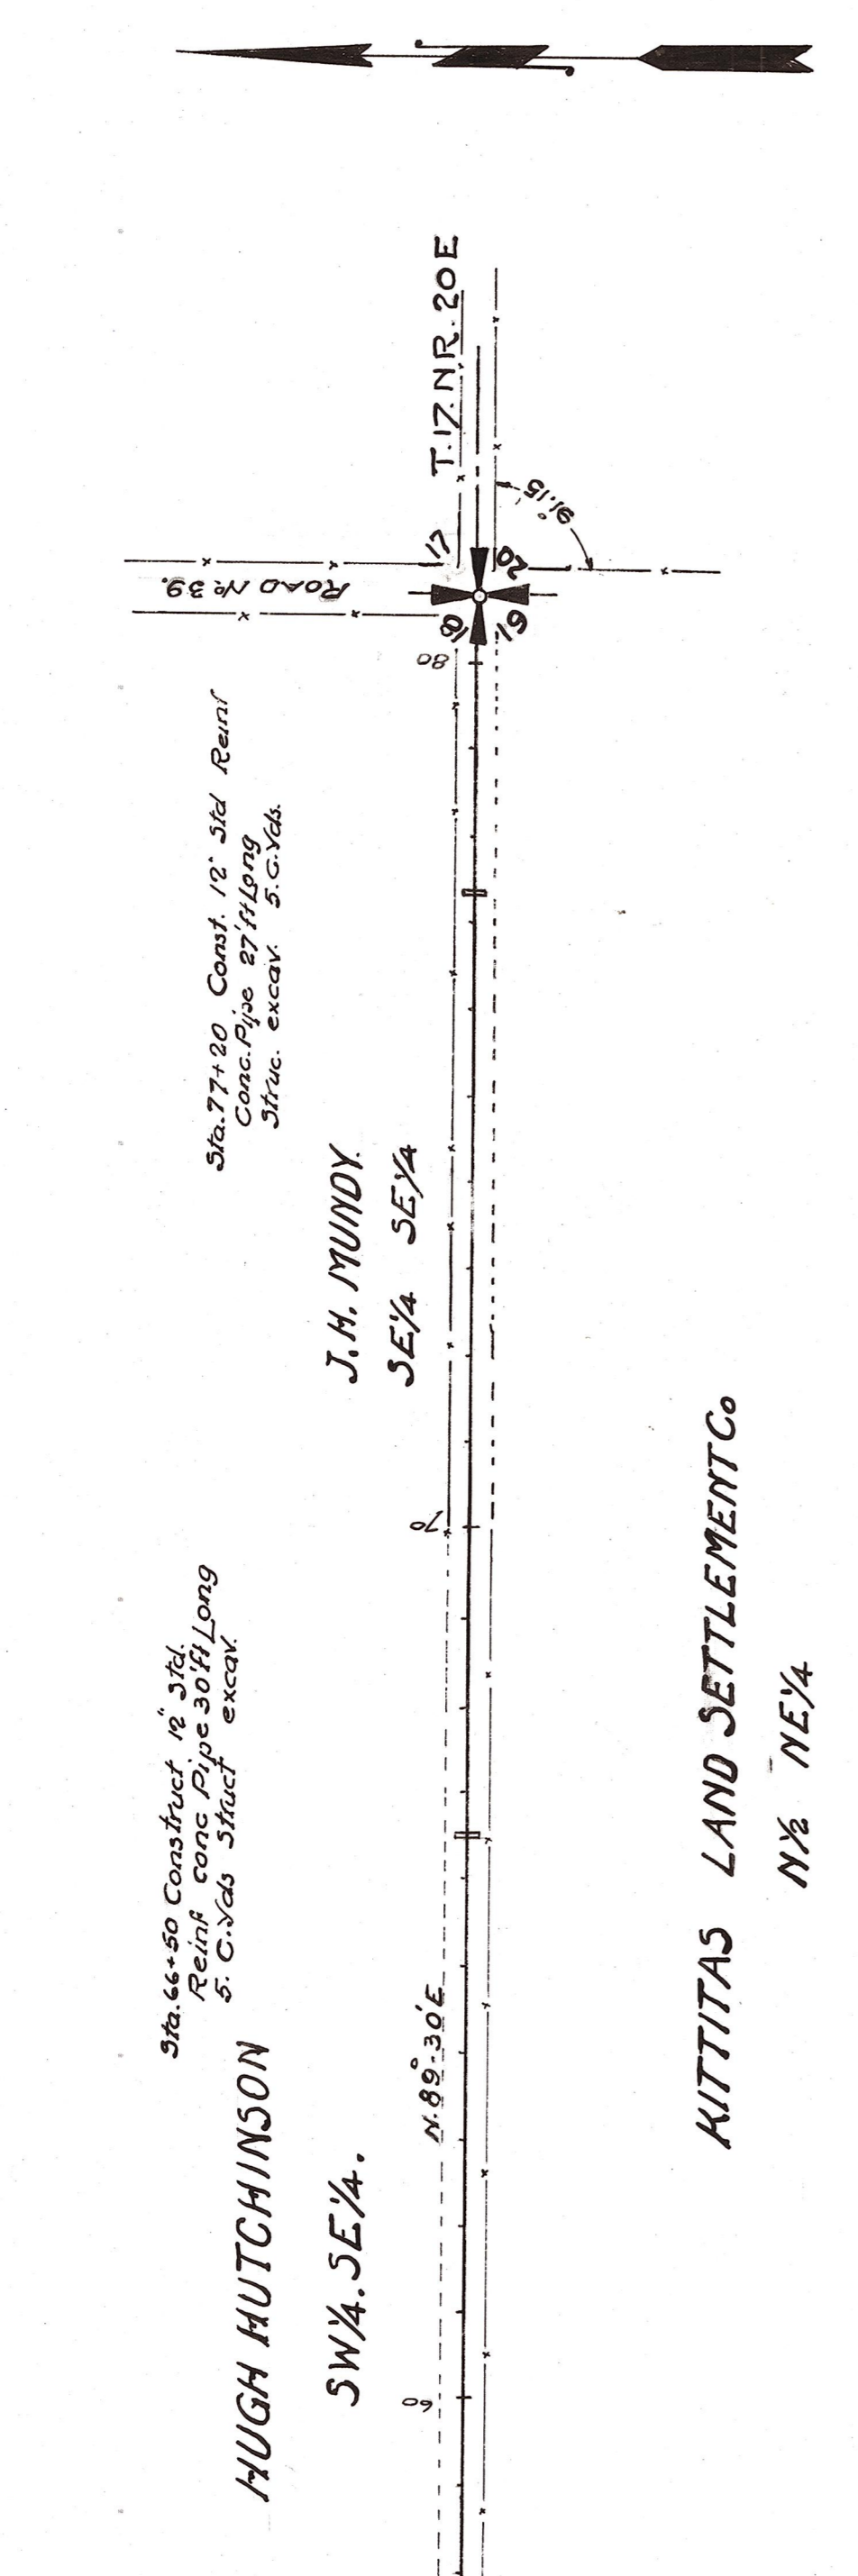 T.17.N.R.20E
17
20
18
19
91°.15'
ROAD No 39.
80
Sta.77+20 Const. 12" Std Reinf
Conc.Pipe 27'ft Long
Struc. excav. 5.C.Yds.
J.H. MUNDY.
SE1/4 SE1/4
70
Sta.66+50 Construct 12" Std.
Reinf conc Pipe 30'ft Long
5. C.Yds Struct excav.
KITTITAS LAND SETTLEMENT Co
N1/2 NE1/4
N.89°-30'E
HUGH HUTCHINSON
SW1/4.SE1/4.
60